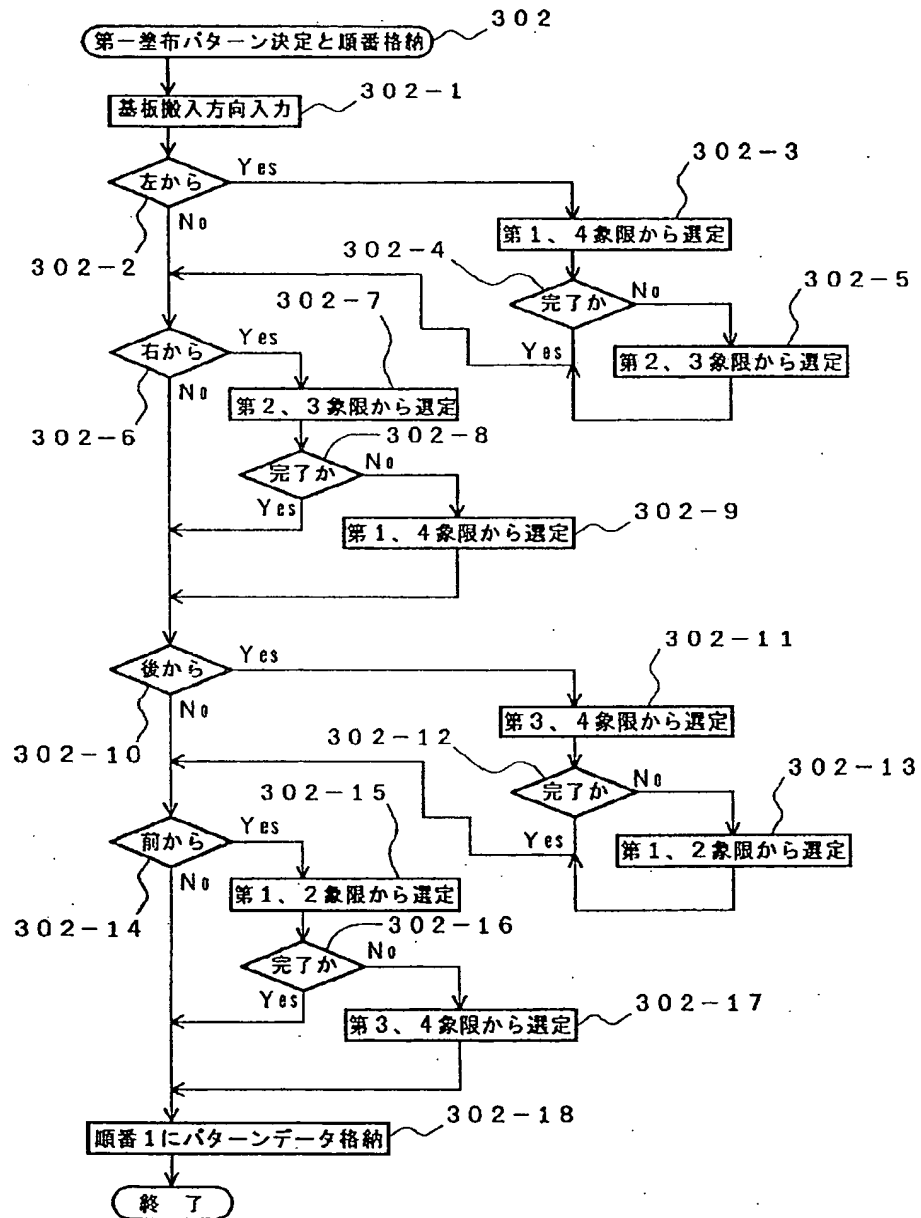 302
第一塗布パターン決定と順番格納
302-1
基板搬入方向入力
302-3
左から
Yes
No
302-2
第1、4象限から選定
302-4
完了か
No
Yes
302-5
第2、3象限から選定
302-7
右から
Yes
No
302-6
第2、3象限から選定
302-8
完了か
No
Yes
302-9
第1、4象限から選定
302-11
後から
Yes
No
302-10
第3、4象限から選定
302-12
完了か
No
Yes
302-13
第1、2象限から選定
302-15
前から
Yes
No
302-14
第1、2象限から選定
302-16
完了か
No
Yes
302-17
第3、4象限から選定
302-18
順番1にパターンデータ格納
終 了